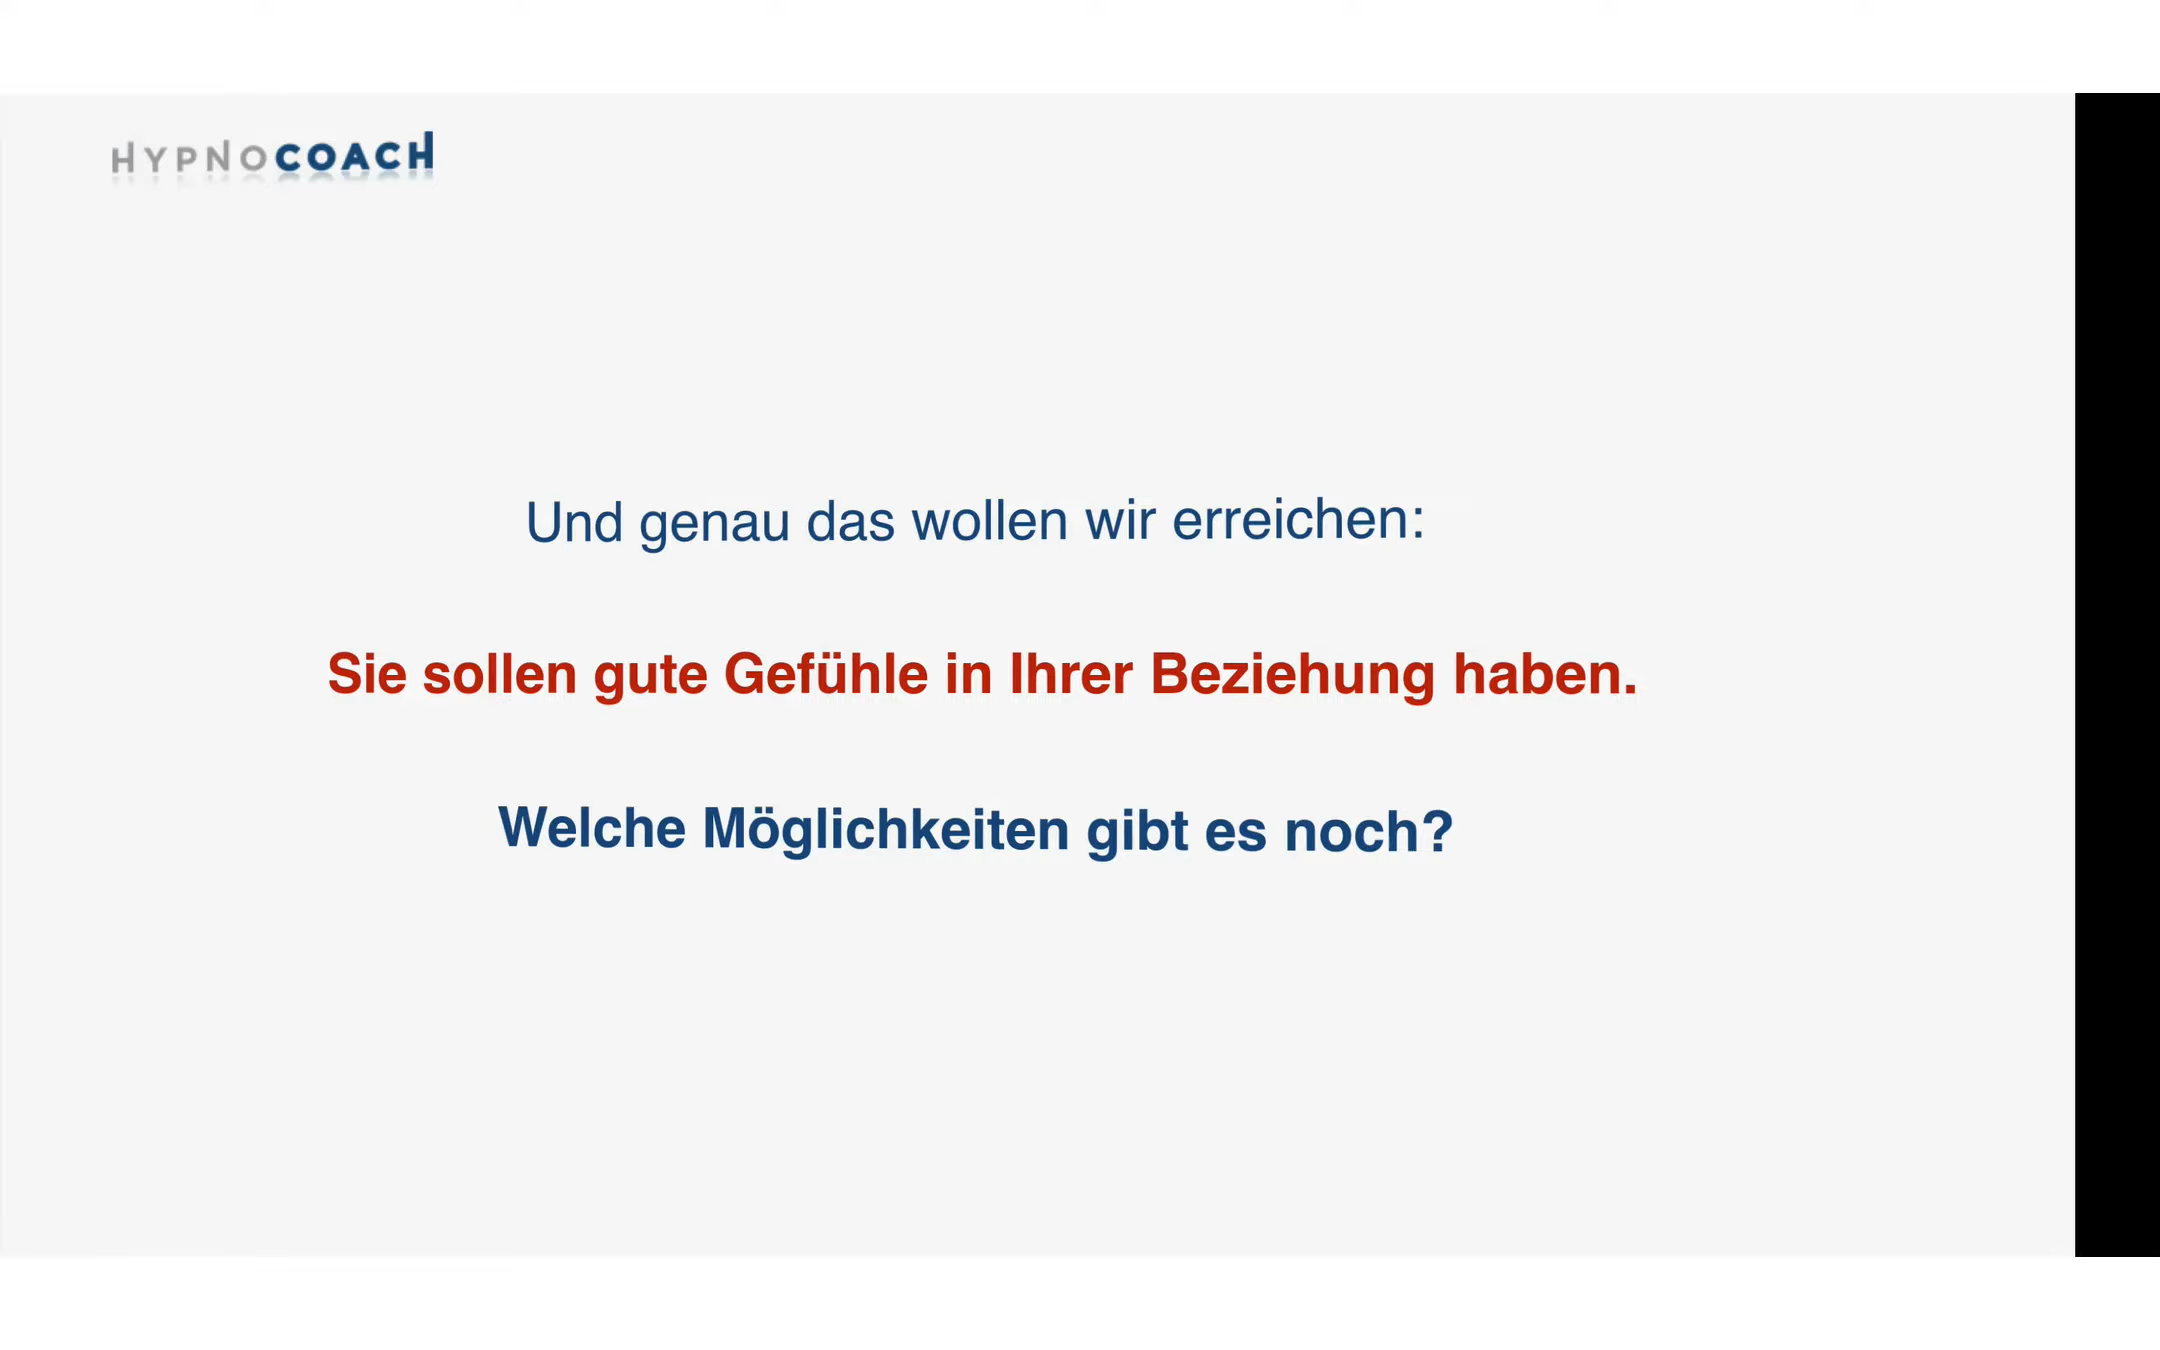 HYPNOCOACH
Und genau das wollen wir erreichen:
Sie sollen gute Gefühle in Ihrer Beziehung haben.
Welche Möglichkeiten gibt es noch?